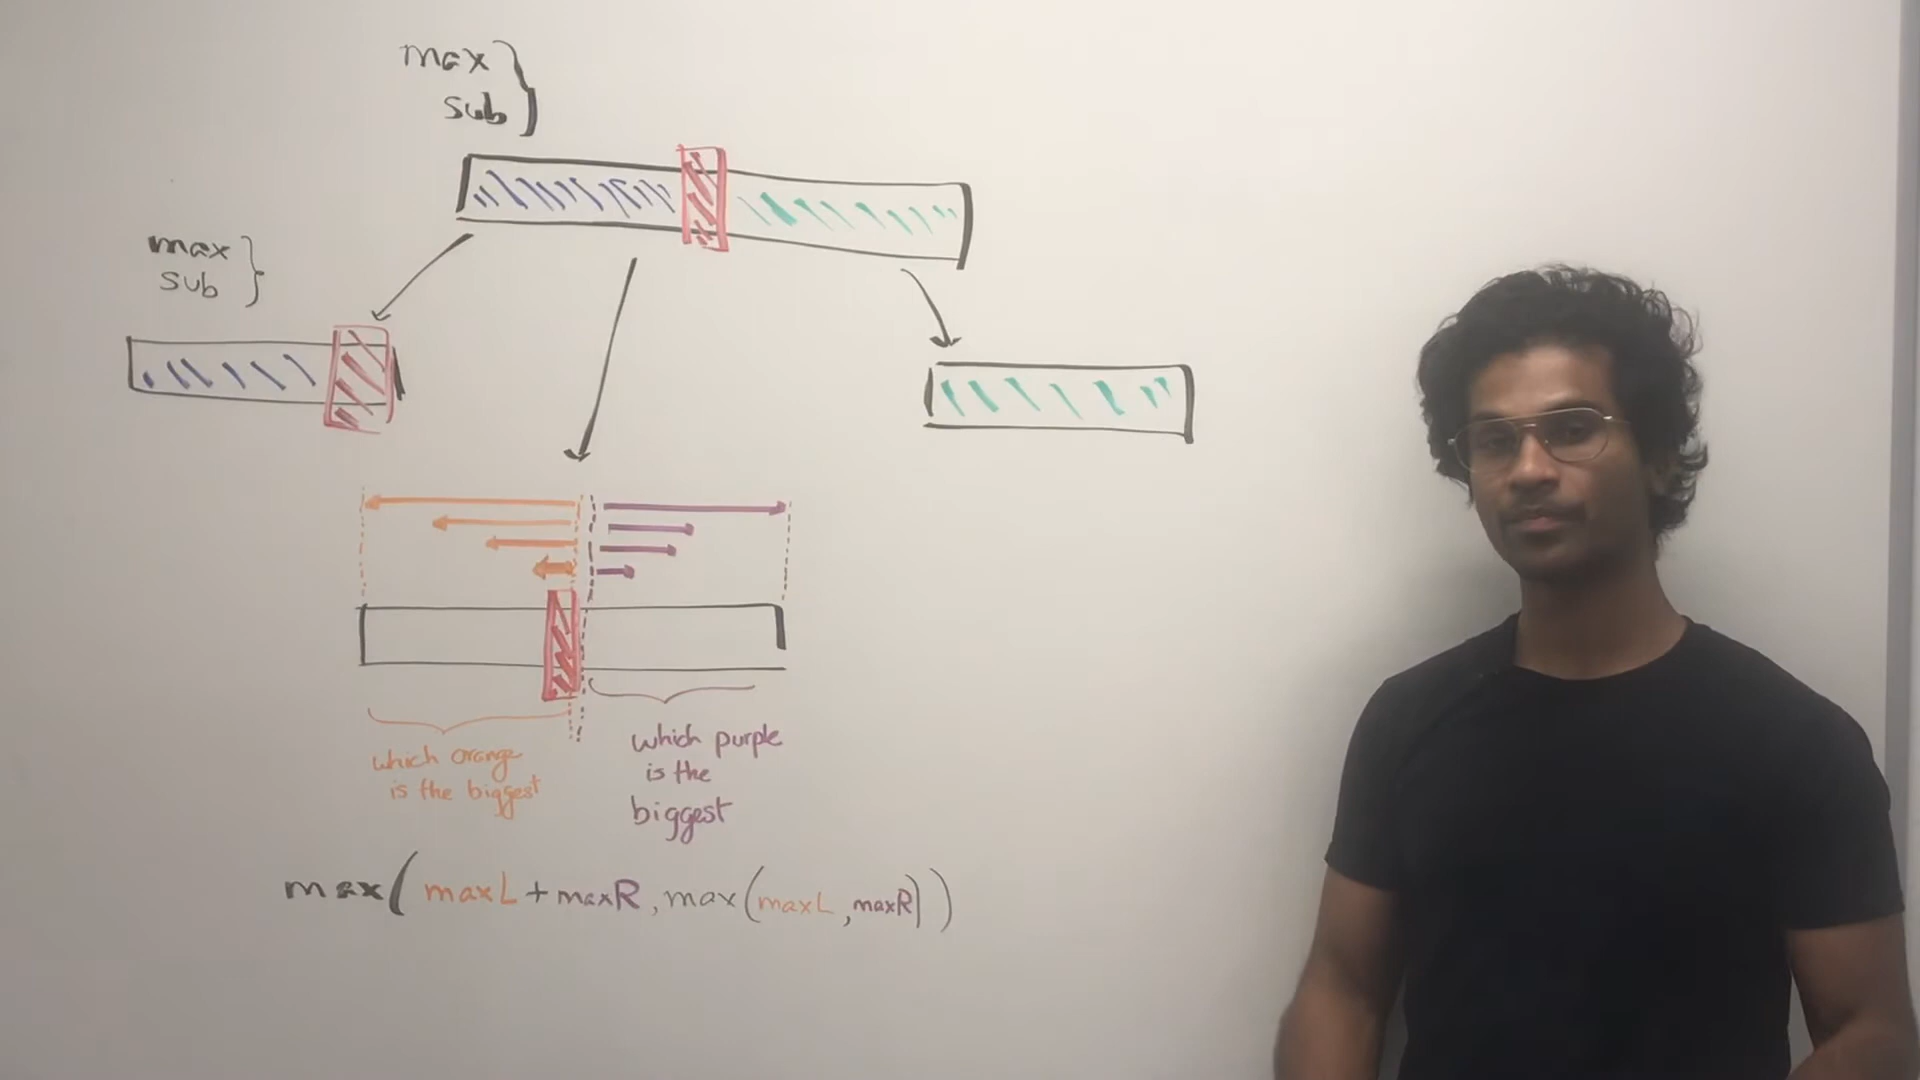 max
sub
max
sub
which orange
is the biggest
which purple
is the
biggest
max( maxL + maxR, max(maxL, maxR))